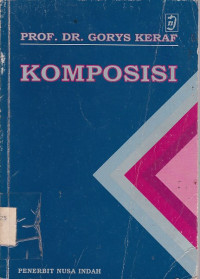 PROF. DR. GORYS KERAF
KOMPOSISI
PENERBIT NUSA INDAH